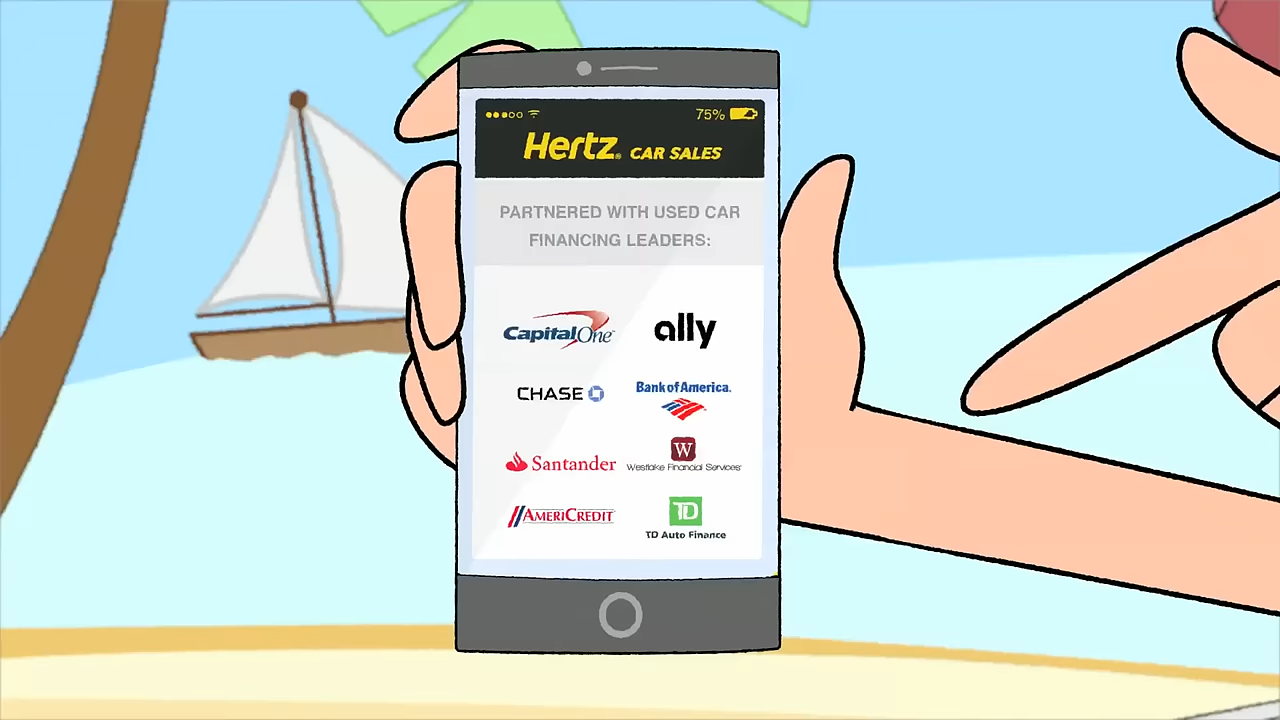 75%
Hertz. CAR SALES
PARTNERED WITH USED CAR
FINANCING LEADERS:
Capital One ally
CHASE Bank of America.
Santander W
Westlake Financial Services
AMERICREDIT TD
TD Auto Finance